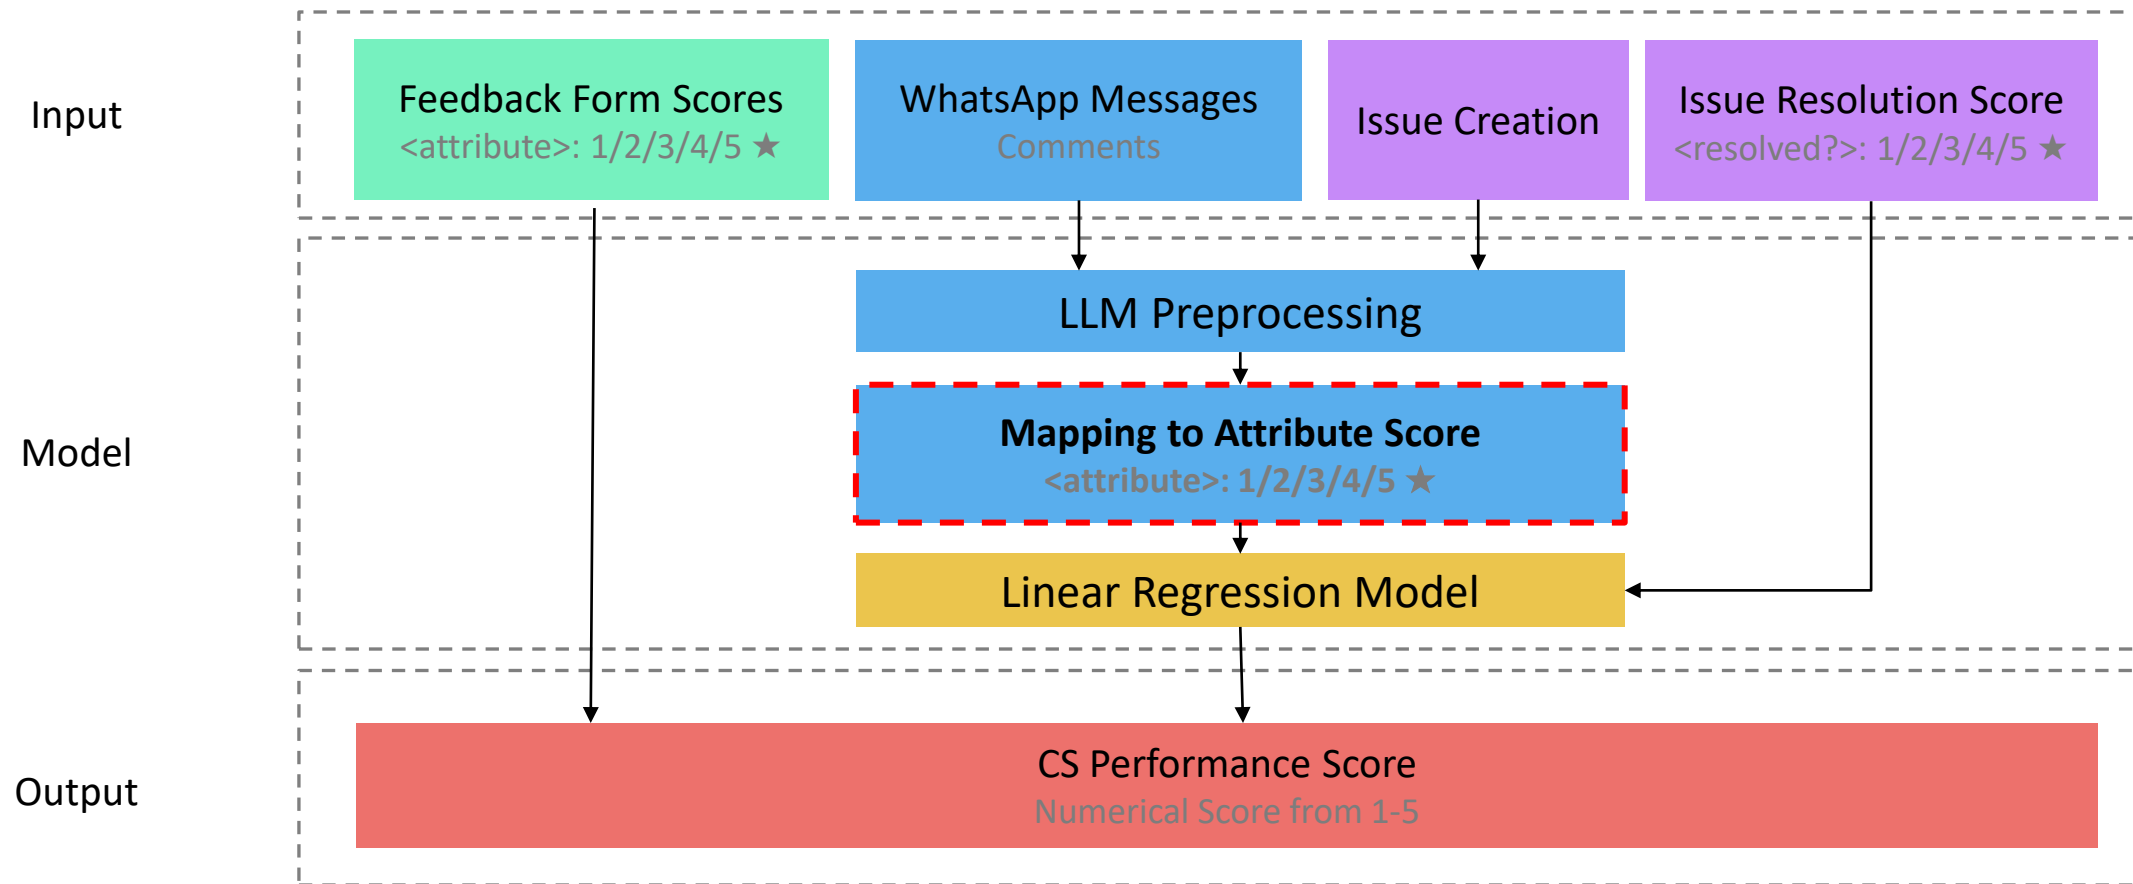 Input
Feedback Form Scores
<attribute>: 1/2/3/4/5 ★
WhatsApp Messages
Comments
Issue Creation
Issue Resolution Score
<resolved?>: 1/2/3/4/5 ★
Model
LLM Preprocessing
Mapping to Attribute Score
<attribute>: 1/2/3/4/5 ★
Linear Regression Model
Output
CS Performance Score
Numerical Score from 1-5